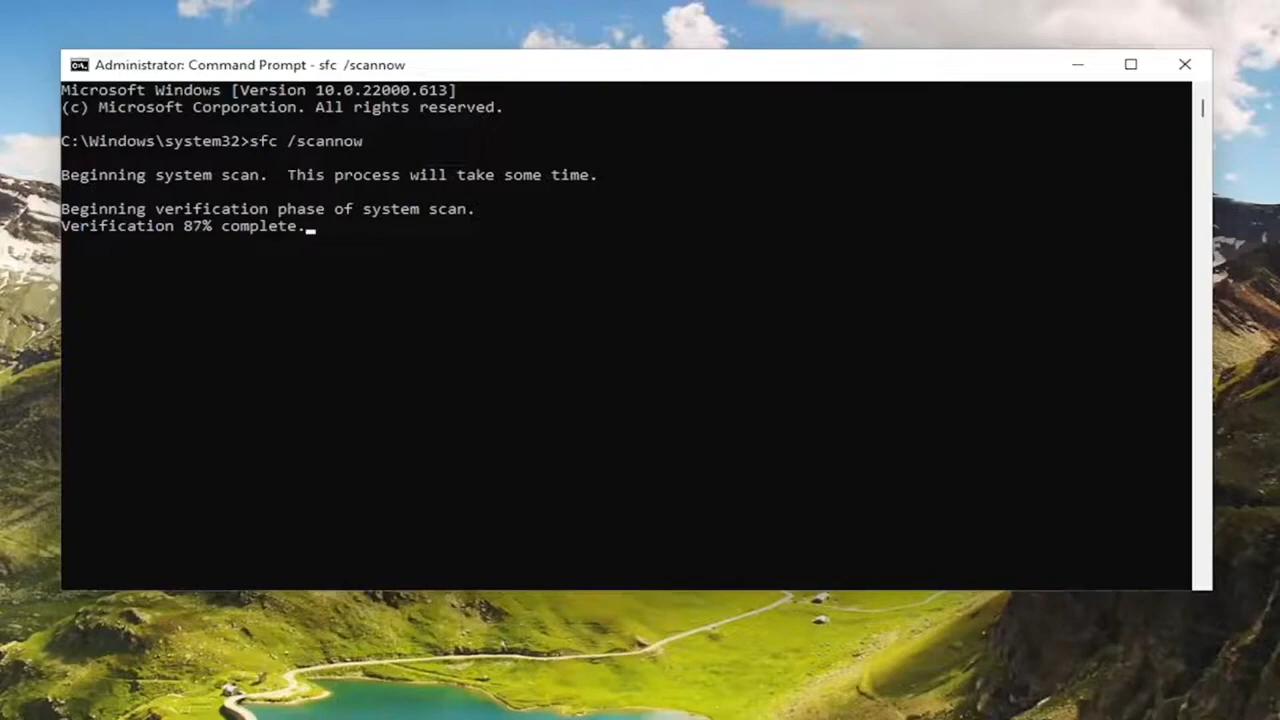 Administrator: Command Prompt - sfc /scannow
Microsoft Windows [Version 10.0.22000.613]
(c) Microsoft Corporation. All rights reserved.
C:\Windows\system32>sfc /scannow
Beginning system scan.  This process will take some time.
Beginning verification phase of system scan.
Verification 87% complete.